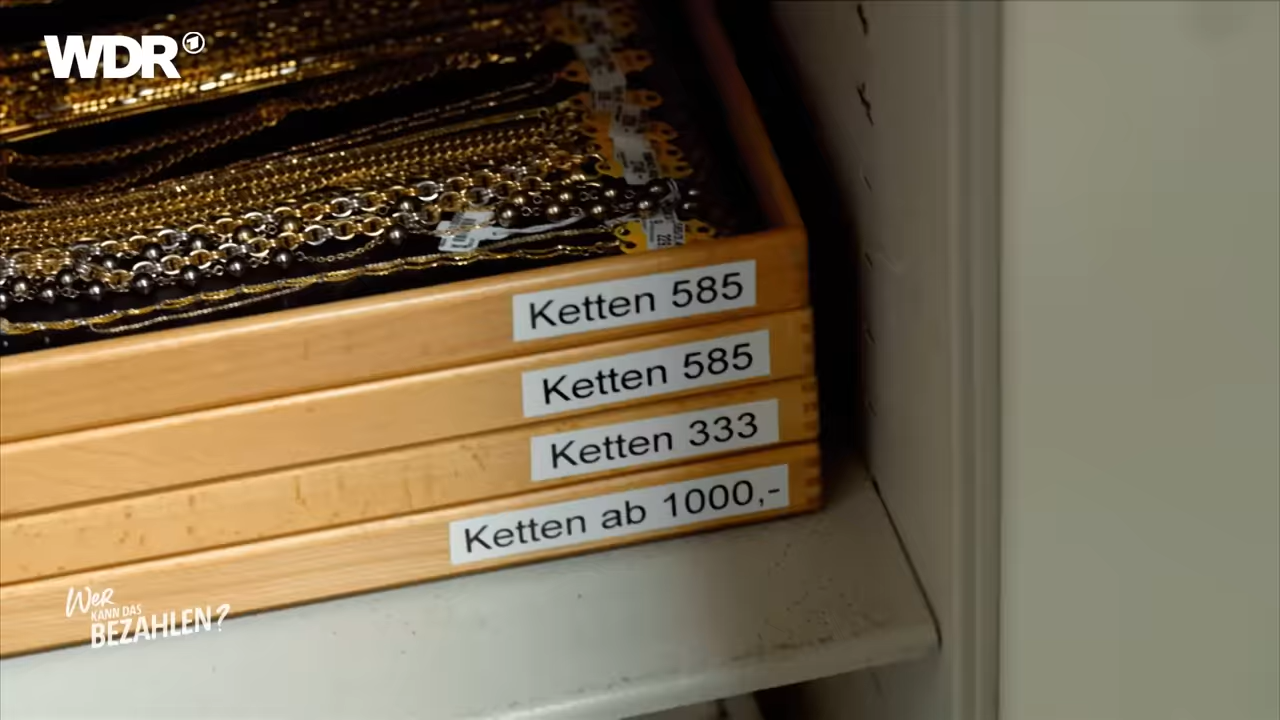 WDR
Ketten 585
Ketten 585
Ketten 333
Ketten ab 1000,-
Wer
KANN DAS
BEZAHLEN?